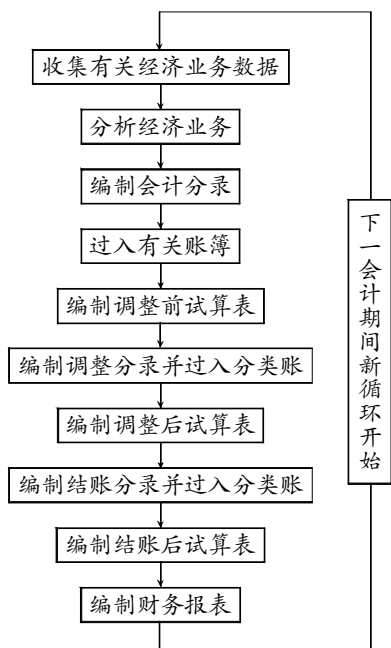 收集有关经济业务数据
分析经济业务
编制会计分录
过入有关账簿
编制调整前试算表
编制调整分录并过入分类账
编制调整后试算表
编制结账分录并过入分类账
编制结账后试算表
编制财务报表
下一会计期间新循环开始